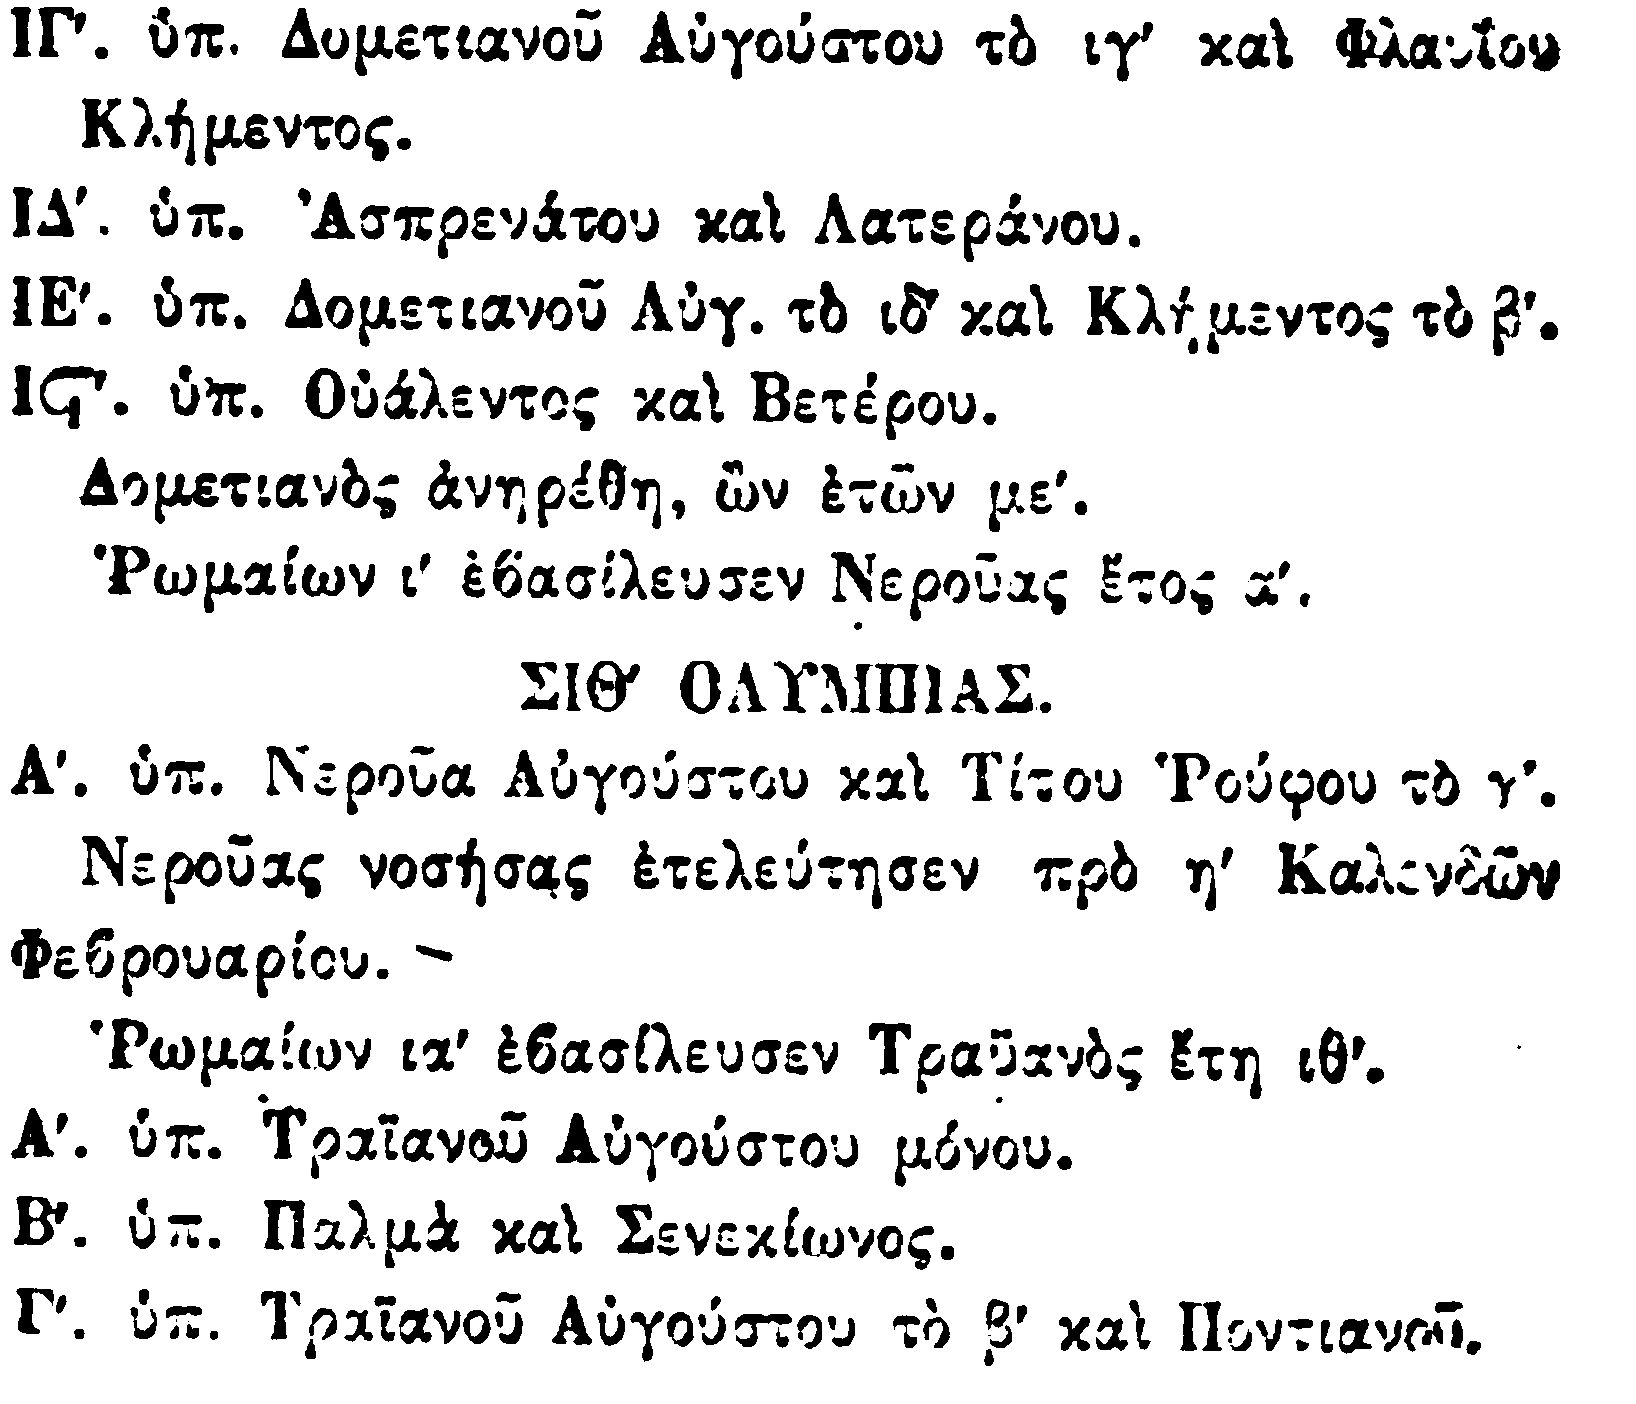 ΙΓ′. ὑπ. Δομετιανοῦ Αὐγούστου τὸ ιγ′ καὶ Φλαυΐου
Κλήμεντος.
ΙΔ′. ὑπ. Ἀσπρενάτου καὶ Λατεράνου.
ΙΕ′. ὑπ. Δομετιανοῦ Αὐγ. τὸ ιδ′ καὶ Κλήμεντος τὸ β′.
ΙϚ′. ὑπ. Οὐάλεντος καὶ Βετέρου.
Δομετιανὸς ἀνηρέθη, ὢν ἐτῶν με′.
Ῥωμαίων ι′ ἐϐασίλευσεν Νερούας ἔτος α′.
ΣΙΘ′ ΟΛΥΜΠΙΑΣ.
Α′. ὑπ. Νεροῦα Αὐγούστου καὶ Τίτου Ῥούφου τὸ γ′.
Νεροῦας νοσήσας ἐτελεύτησεν πρὸ η′ Καλενδῶν
Φεϐρουαρίου.
Ῥωμαίων ια′ ἐϐασίλευσεν Τραϋανὸς ἔτη ιθ′.
Α′. ὑπ. Τραϊανοῦ Αὐγούστου μόνου.
Β′. ὑπ. Παλμὰ καὶ Σενεκίωνος.
Γ′. ὑπ. Τραϊανοῦ Αὐγούστου τὸ β′ καὶ Ποντιανοῦ.